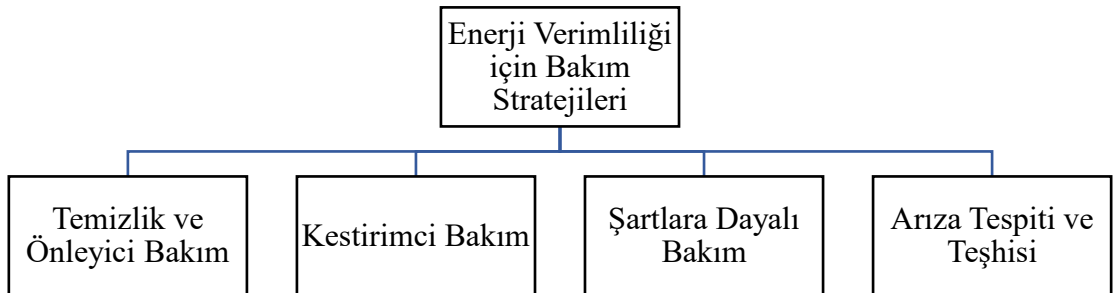 Enerji Verimliliği
için Bakım
Stratejileri
Temizlik ve
Önleyici Bakım
Kestirimci Bakım
Şartlara Dayalı
Bakım
Arıza Tespiti ve
Teşhisi